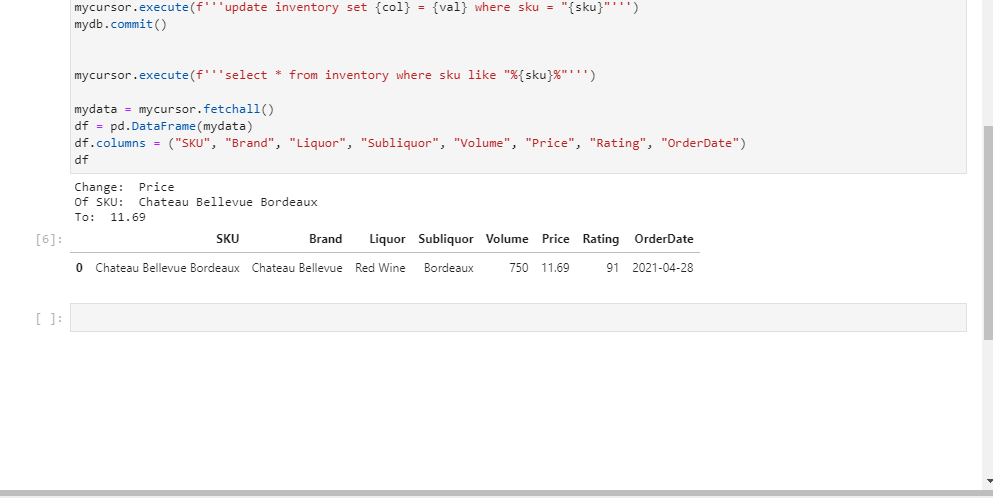 mycursor.execute(f'''update inventory set {col} = {val} where sku = "{sku}"''')
mydb.commit()
mycursor.execute(f'''select * from inventory where sku like "%{sku}%"''')
mydata = mycursor.fetchall()
df = pd.DataFrame(mydata)
df.columns = ("SKU", "Brand", "Liquor", "Subliquor", "Volume", "Price", "Rating", "OrderDate")
df
Change:  Price
Of SKU:  Chateau Bellevue Bordeaux
To:  11.69
[6]: SKU Brand Liquor Subliquor Volume Price Rating OrderDate
0 Chateau Bellevue Bordeaux Chateau Bellevue Red Wine Bordeaux 750 11.69 91 2021-04-28
[ ]: